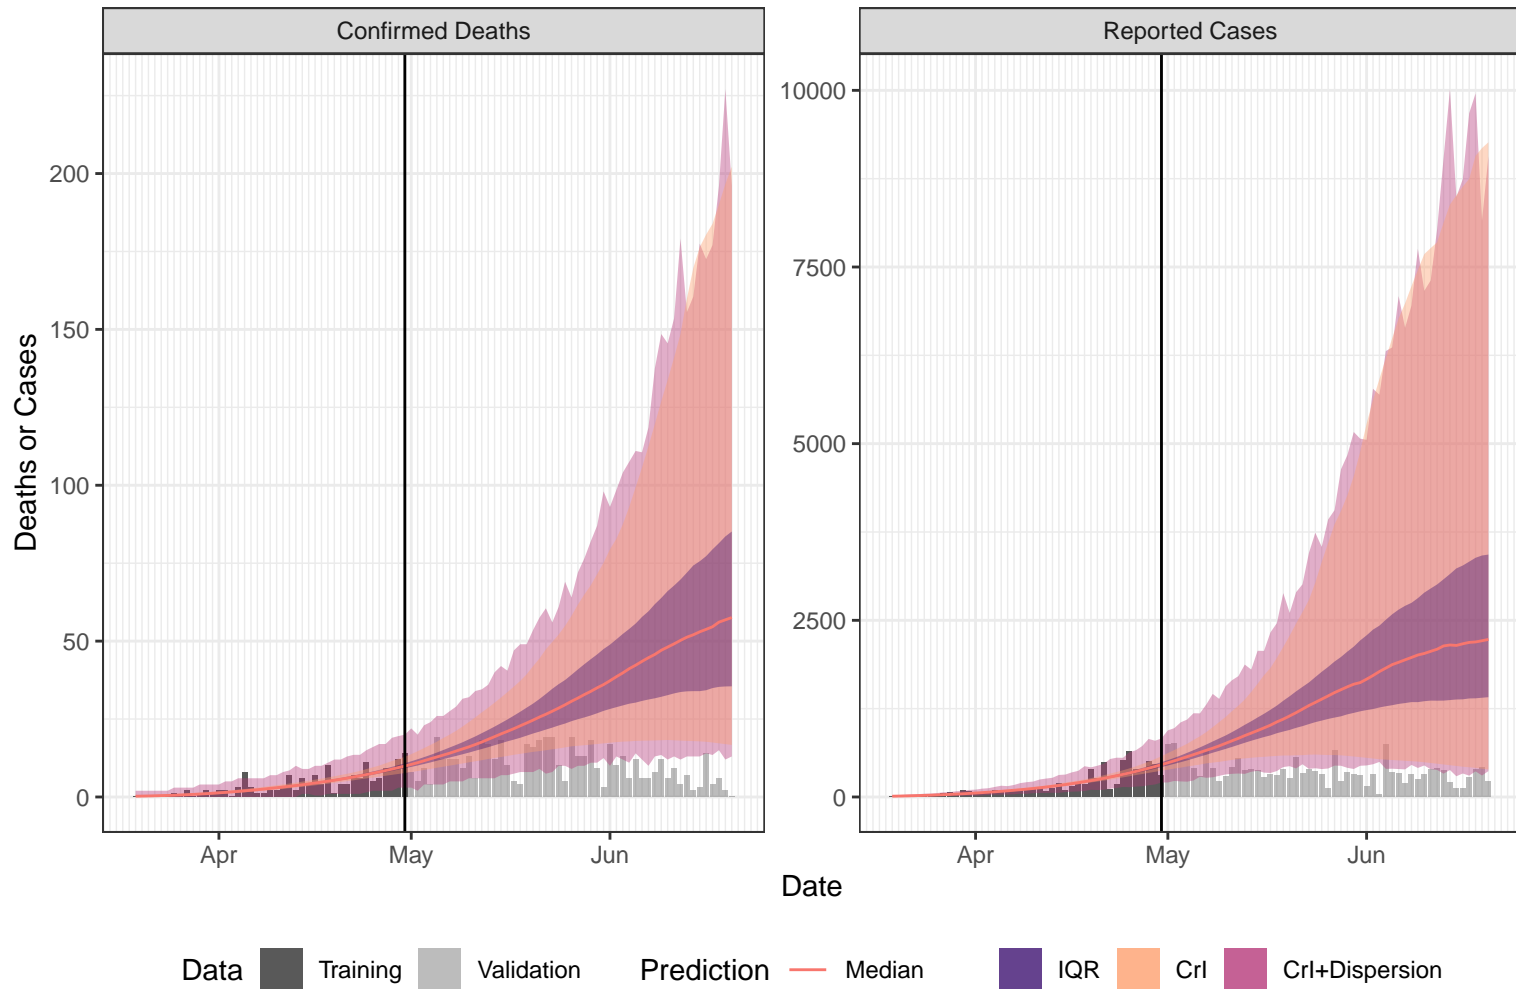 Confirmed Deaths
Reported Cases
Deaths or Cases
200
150
100
50
0
10000
7500
5000
2500
0
Apr
May
Jun
Apr
May
Jun
Date
Data Training Validation Prediction Median IQR CrI CrI+Dispersion